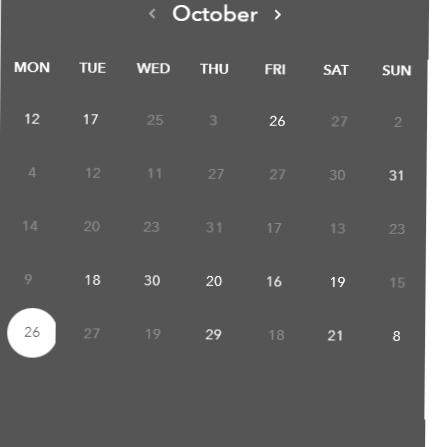 ‹ October ›
MON TUE WED THU FRI SAT SUN
12 17 25 3 26 27 2
4 12 11 27 27 30 31
14 20 23 31 17 13 23
9 18 30 20 16 19 15
26 27 19 29 18 21 8